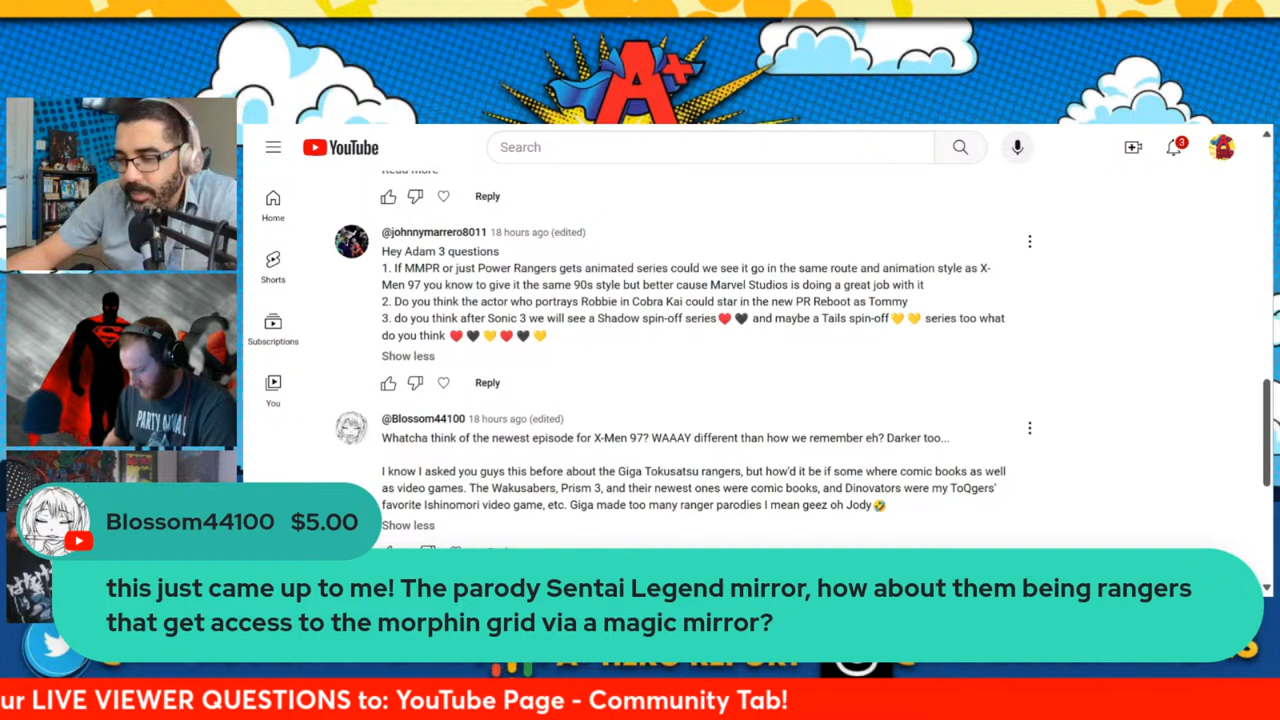 A+
YouTube
Search
3
Read more
Reply
Home
Shorts
Subscriptions
You
@johnnymarrero8011 18 hours ago (edited)
Hey Adam 3 questions
1. If MMPR or just Power Rangers gets animated series could we see it go in the same route and animation style as X-
Men 97 you know to give it the same 90s style but better cause Marvel Studios is doing a great job with it
2. Do you think the actor who portrays Robbie in Cobra Kai could star in the new PR Reboot as Tommy
3. do you think after Sonic 3 we will see a Shadow spin-off series❤️🖤 and maybe a Tails spin-off💛💛 series too what
do you think ❤️🖤💛❤️🖤💛
Show less
Reply
@Blossom44100 18 hours ago (edited)
Whatcha think of the newest episode for X-Men 97? WAAAY different than how we remember eh? Darker too...
I know I asked you guys this before about the Giga Tokusatsu rangers, but how'd it be if some where comic books as well
as video games. The Wakusabers, Prism 3, and their newest ones were comic books, and Dinovators were my ToQgers'
favorite Ishinomori video game, etc. Giga made too many ranger parodies I mean geez oh Jody🤣
Show less
Blossom44100 $5.00
this just came up to me! The parody Sentai Legend mirror, how about them being rangers
that get access to the morphin grid via a magic mirror?
ur LIVE VIEWER QUESTIONS to: YouTube Page - Community Tab!